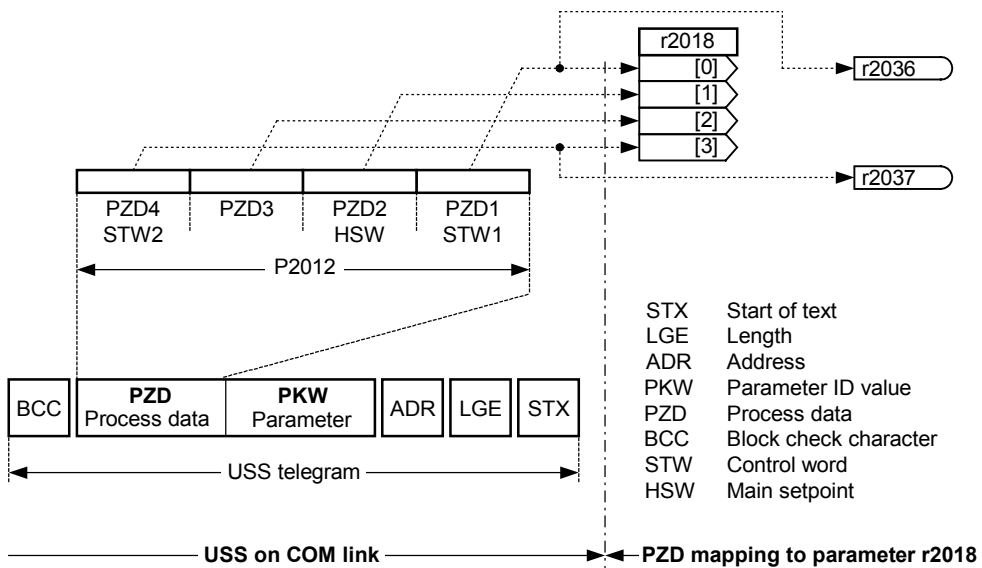 r2018
[0]
r2036
[1]
[2]
[3]
r2037
PZD4 PZD3 PZD2 PZD1
STW2 HSW STW1
P2012
STX Start of text
LGE Length
ADR Address
PKW Parameter ID value
PZD Process data
BCC Block check character
STW Control word
HSW Main setpoint
BCC PZD Process data PKW Parameter ADR LGE STX
USS telegram
USS on COM link PZD mapping to parameter r2018